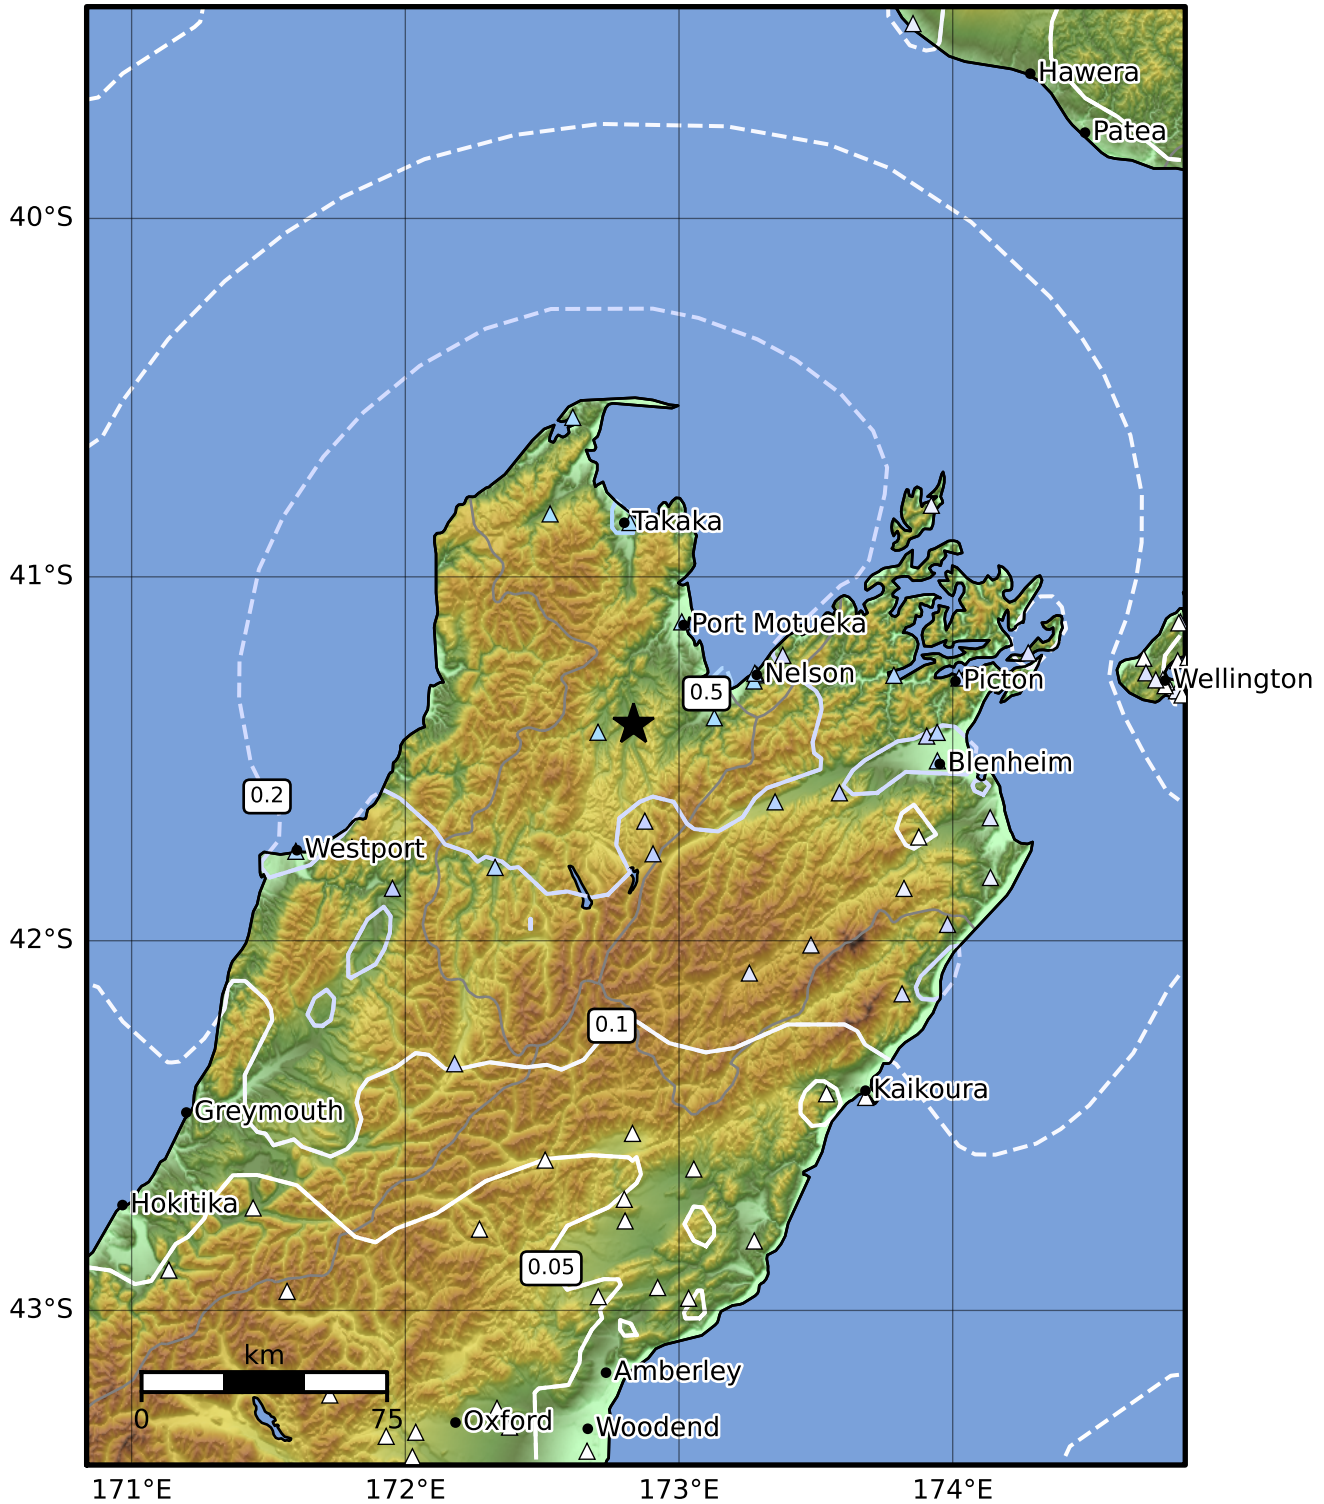 Hawera
Patea
40°S
Takaka
41°S
Port Motueka
Nelson
Picton
Wellington
0.5
Blenheim
0.2
Westport
42°S
0.1
Kaikoura
Greymouth
Hokitika
0.05
43°S
km
Amberley
0
75
Oxford
Woodend
171°E
172°E
173°E
174°E